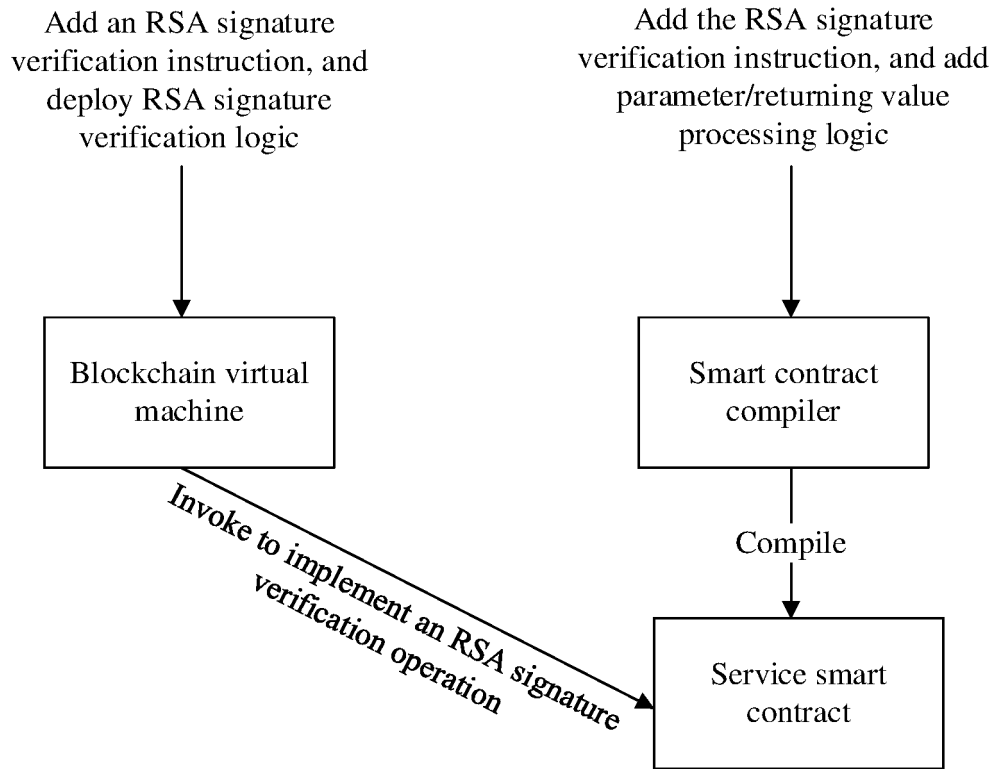 Add an RSA signature
verification instruction, and
deploy RSA signature
verification logic
Add the RSA signature
verification instruction, and add
parameter/returning value
processing logic
Blockchain virtual
machine
Smart contract
compiler
Invoke to implement an RSA signature
verification operation
Compile
Service smart
contract